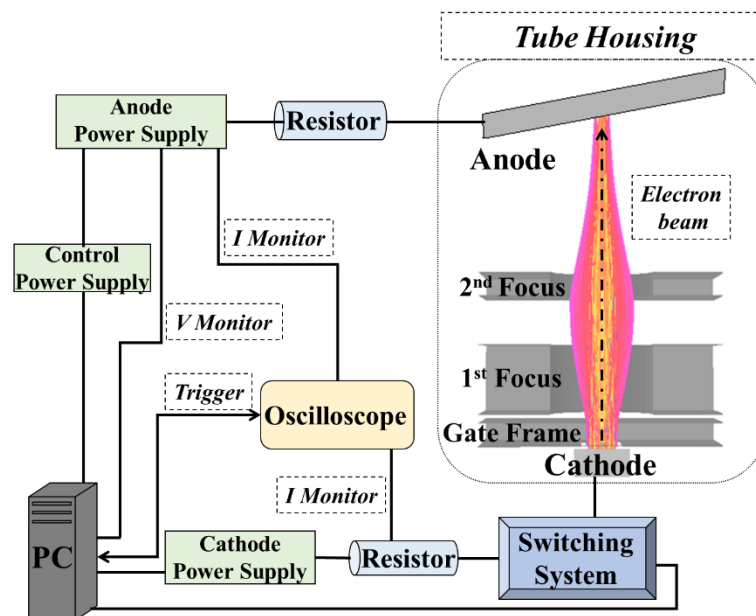 Tube Housing
Anode
Power Supply
Resistor
Anode
Electron
beam
I Monitor
Control
Power Supply
2nd Focus
V Monitor
1st Focus
Trigger
Oscilloscope
Gate Frame
Cathode
I Monitor
PC
Cathode
Power Supply
Resistor
Switching
System